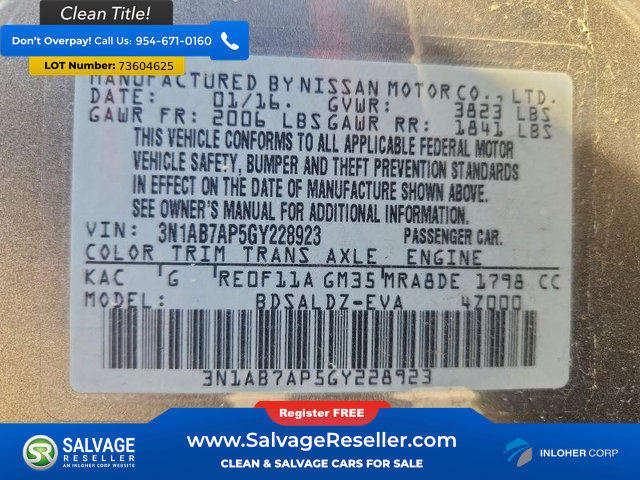 Clean Title!
Don't Overpay! Call Us: 954-671-0160
LOT Number: 73604625
MANUFACTURED BY NISSAN MOTOR CO., LTD.
DATE: 01/16. GVWR: 3823 LBS
GAWR FR: 2006 LBS GAWR RR: 1841 LBS
THIS VEHICLE CONFORMS TO ALL APPLICABLE FEDERAL MOTOR
VEHICLE SAFETY, BUMPER AND THEFT PREVENTION STANDARDS
IN EFFECT ON THE DATE OF MANUFACTURE SHOWN ABOVE.
SEE OWNER'S MANUAL FOR ADDITIONAL INFORMATION.
VIN: 3N1AB7AP5GY228923 PASSENGER CAR.
COLOR TRIM TRANS AXLE ENGINE
KAC G RE0F11A GM35 MRA8DE 1798 CC
MODEL: BDSALDZ-EVA 4Z000
3N1AB7AP5GY228923
Register FREE
SALVAGE
RESELLER
AN INLOHER CORP WEBSITE
www.SalvageReseller.com
CLEAN & SALVAGE CARS FOR SALE
INLOHER CORP